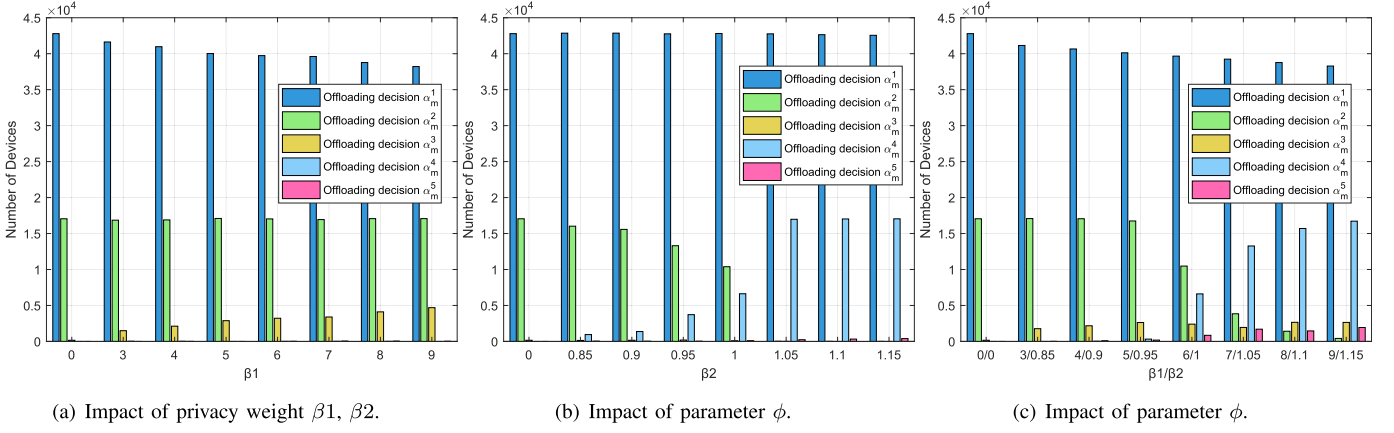 ×10⁴
4.5
4
3.5
3
2.5
2
1.5
1
0.5
0
Number of Devices
Offloading decision α_m^1
Offloading decision α_m^2
Offloading decision α_m^3
Offloading decision α_m^4
Offloading decision α_m^5
0 3 4 5 6 7 8 9
β1
(a) Impact of privacy weight β1, β2.
×10⁴
4.5
4
3.5
3
2.5
2
1.5
1
0.5
0
Number of Devices
Offloading decision α_m^1
Offloading decision α_m^2
Offloading decision α_m^3
Offloading decision α_m^4
Offloading decision α_m^5
0 0.85 0.9 0.95 1 1.05 1.1 1.15
β2
(b) Impact of parameter ϕ.
×10⁴
4.5
4
3.5
3
2.5
2
1.5
1
0.5
0
Number of Devices
Offloading decision α_m^1
Offloading decision α_m^2
Offloading decision α_m^3
Offloading decision α_m^4
Offloading decision α_m^5
0/0 3/0.85 4/0.9 5/0.95 6/1 7/1.05 8/1.1 9/1.15
β1/β2
(c) Impact of parameter ϕ.